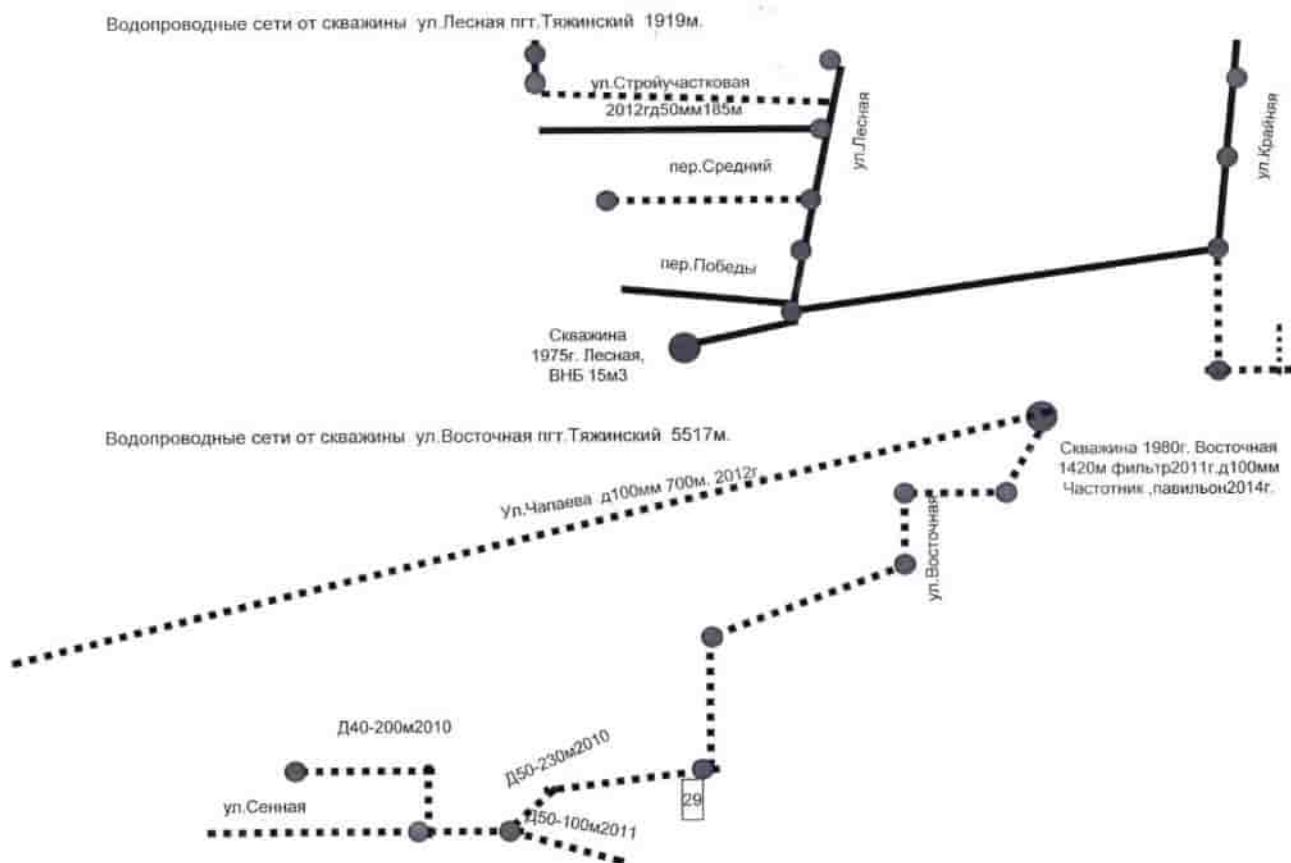 Водопроводные сети от скважины ул.Лесная пгт.Тяжинский 1919м.
ул.Стройучастковая
2012гд50мм185м
ул.Лесная
ул.Крайняя
пер.Средний
пер.Победы
Скважина
1975г. Лесная,
ВНБ 15м3
Водопроводные сети от скважины ул.Восточная пгт.Тяжинский 5517м.
Скважина 1980г. Восточная
1420м фильтр2011г.д100мм
Частотник ,павильон2014г.
Ул.Чапаева д100мм 700м. 2012г.
ул.Восточная
Д40-200м2010
Д50-230м2010
29
ул.Сенная
Д50-100м2011